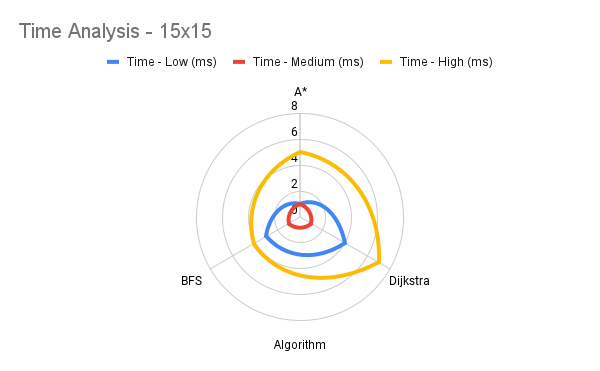 Time Analysis - 15x15
Time - Low (ms) Time - Medium (ms) Time - High (ms)
A*
8
6
4
2
0
BFS
Dijkstra
Algorithm